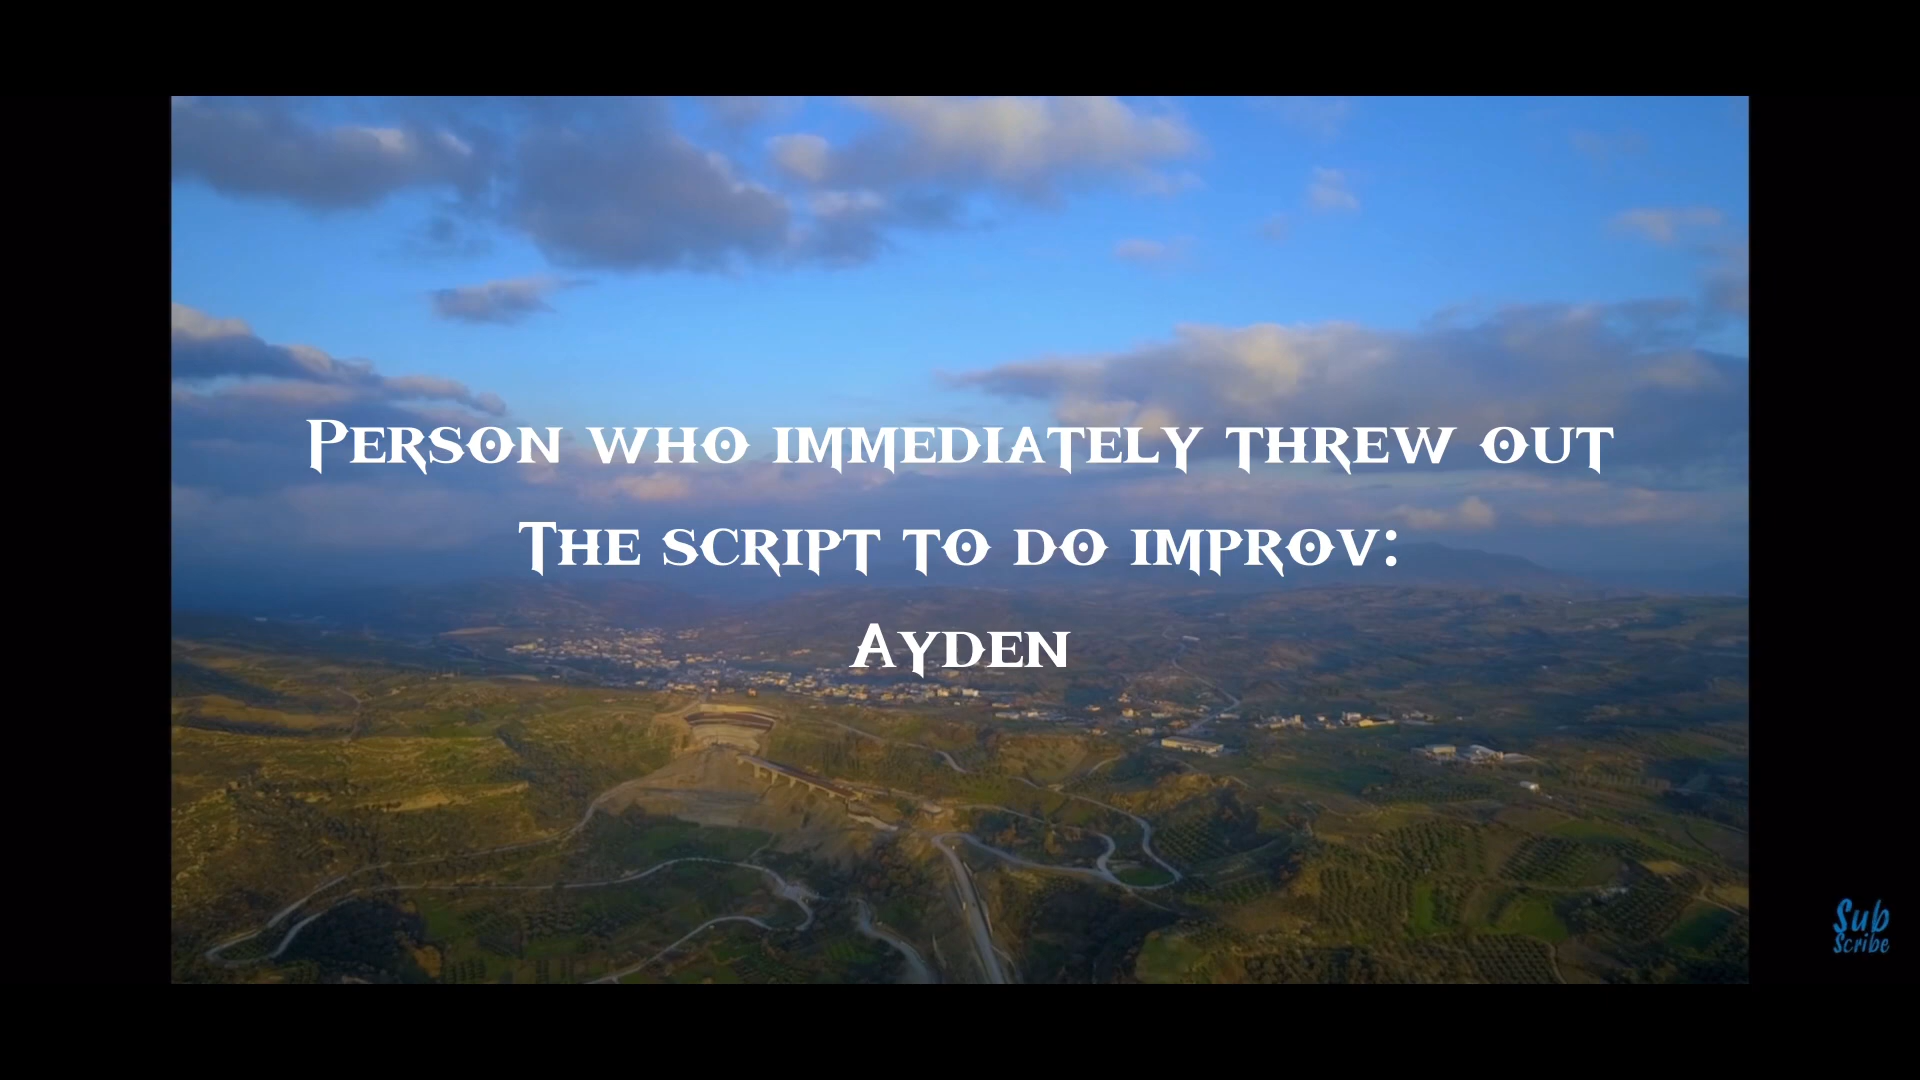 Person who immediately threw out
The script to do improv:
Ayden
Sub
Scribe